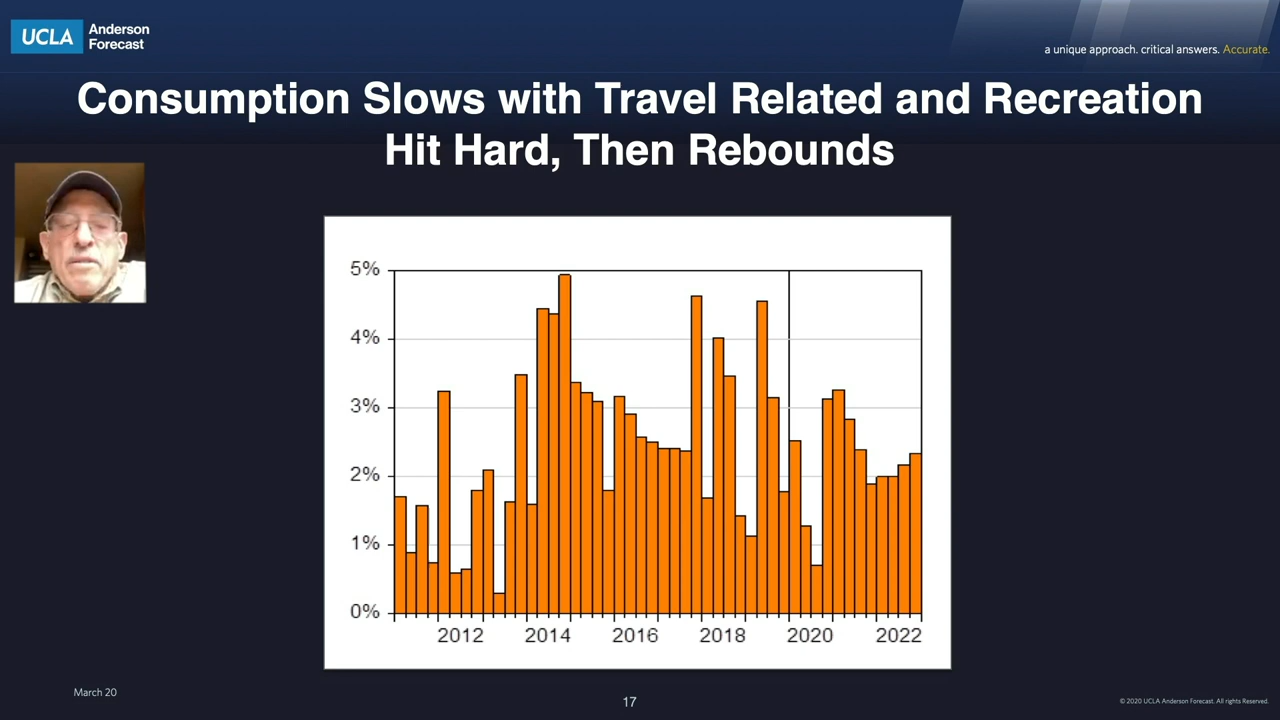 UCLA Anderson
Forecast
a unique approach. critical answers. Accurate.
Consumption Slows with Travel Related and Recreation
Hit Hard, Then Rebounds
5%
4%
3%
2%
1%
0%
2012 2014 2016 2018 2020 2022
March 20
17
© 2020 UCLA Anderson Forecast. All rights Reserved.